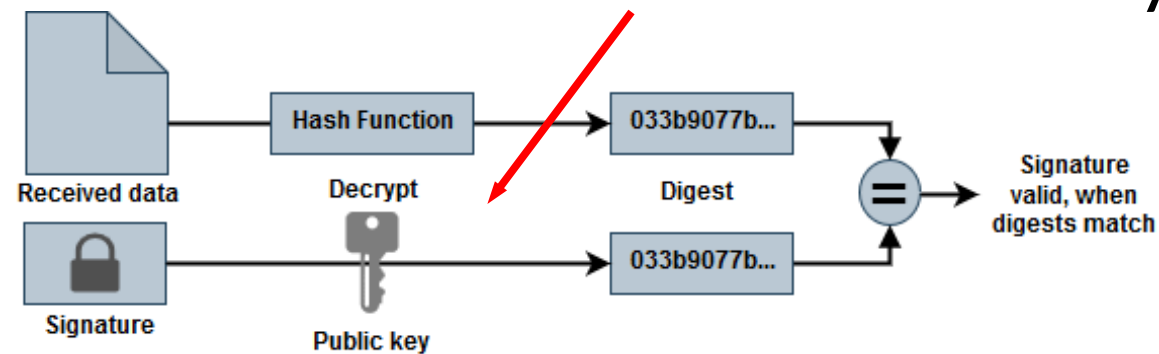 Hash Function
033b9077b...
Received data
Decrypt
Digest
Signature
valid, when
digests match
=
033b9077b...
Signature
Public key